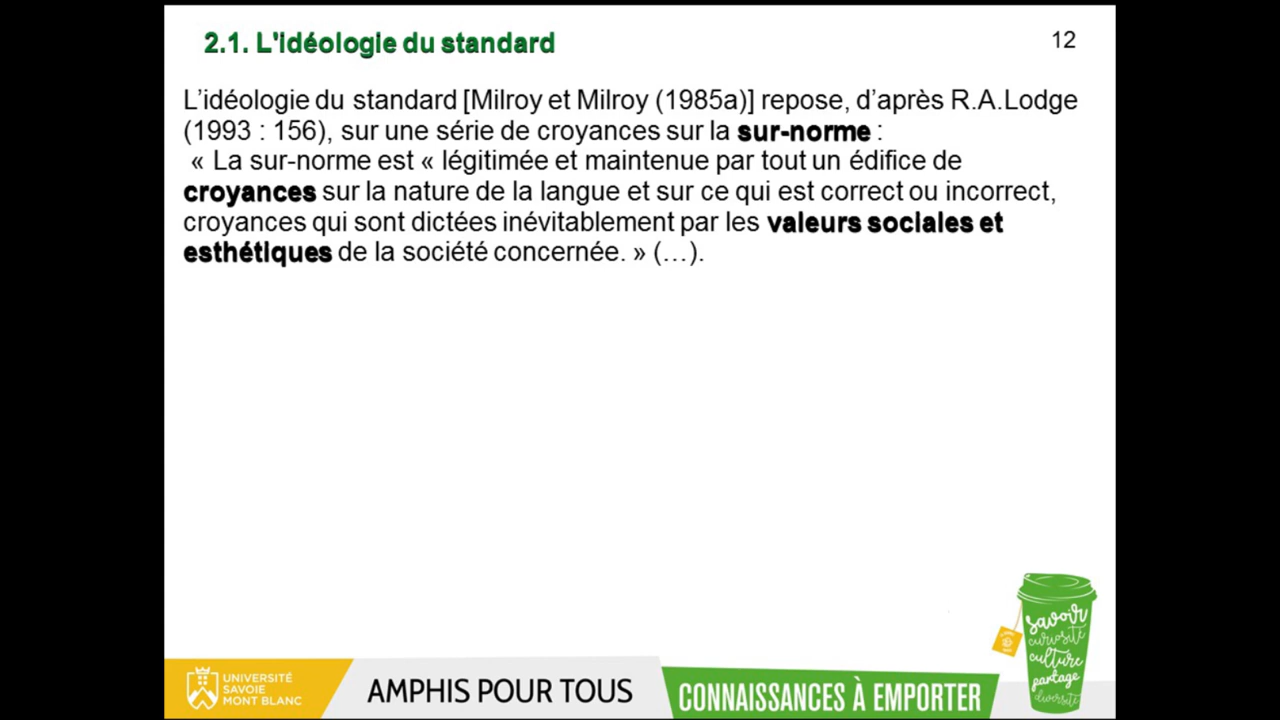 2.1. L'idéologie du standard
12
L’idéologie du standard [Milroy et Milroy (1985a)] repose, d’après R.A.Lodge
(1993 : 156), sur une série de croyances sur la sur-norme :
« La sur-norme est « légitimée et maintenue par tout un édifice de
croyances sur la nature de la langue et sur ce qui est correct ou incorrect,
croyances qui sont dictées inévitablement par les valeurs sociales et
esthétiques de la société concernée. » (…).
UNIVERSITÉ
SAVOIE
MONT BLANC
AMPHIS POUR TOUS
CONNAISSANCES À EMPORTER
savoir
curiosité
culture
partage
diversité